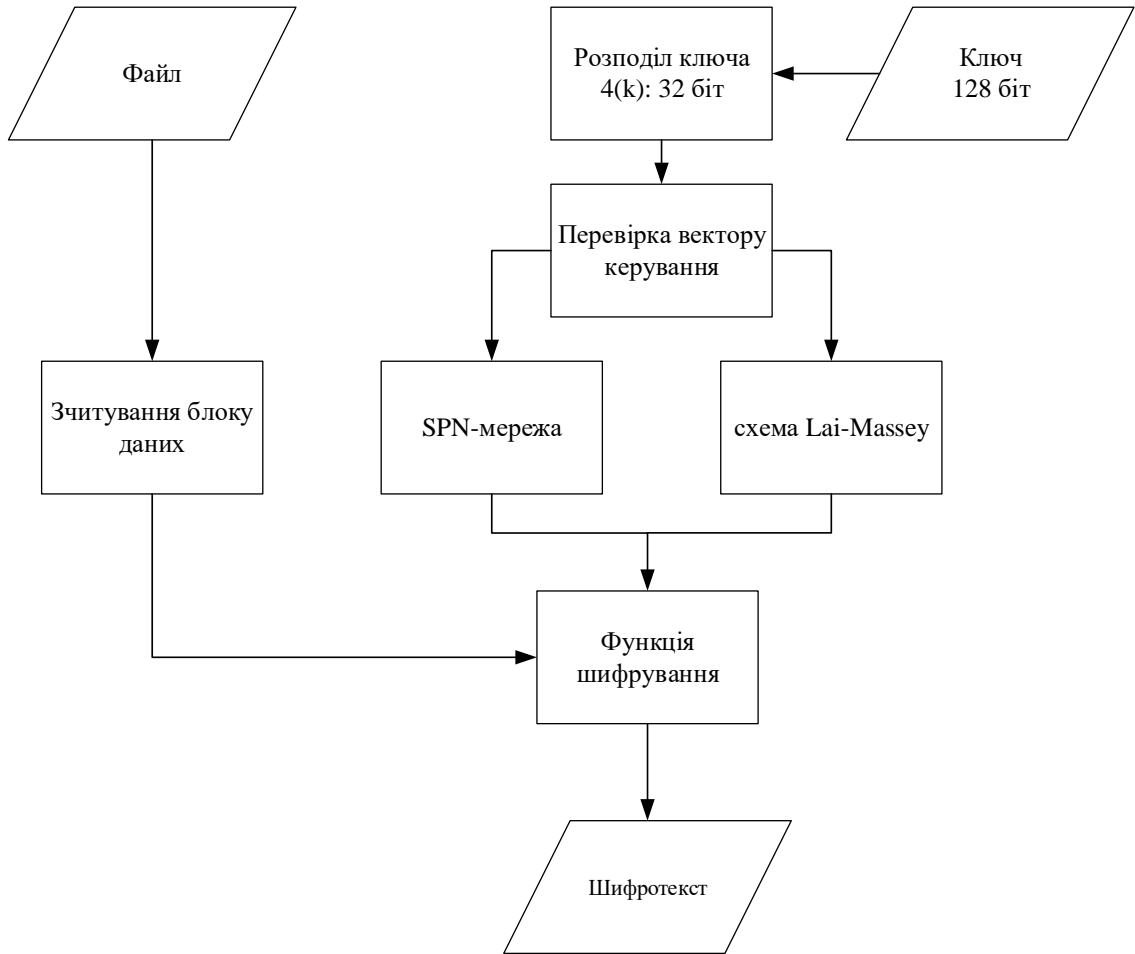 Файл
Розподіл ключа
4(k): 32 біт
Ключ
128 біт
Перевірка вектору
керування
Зчитування блоку
даних
SPN-мережа
схема Lai-Massey
Функція
шифрування
Шифротекст